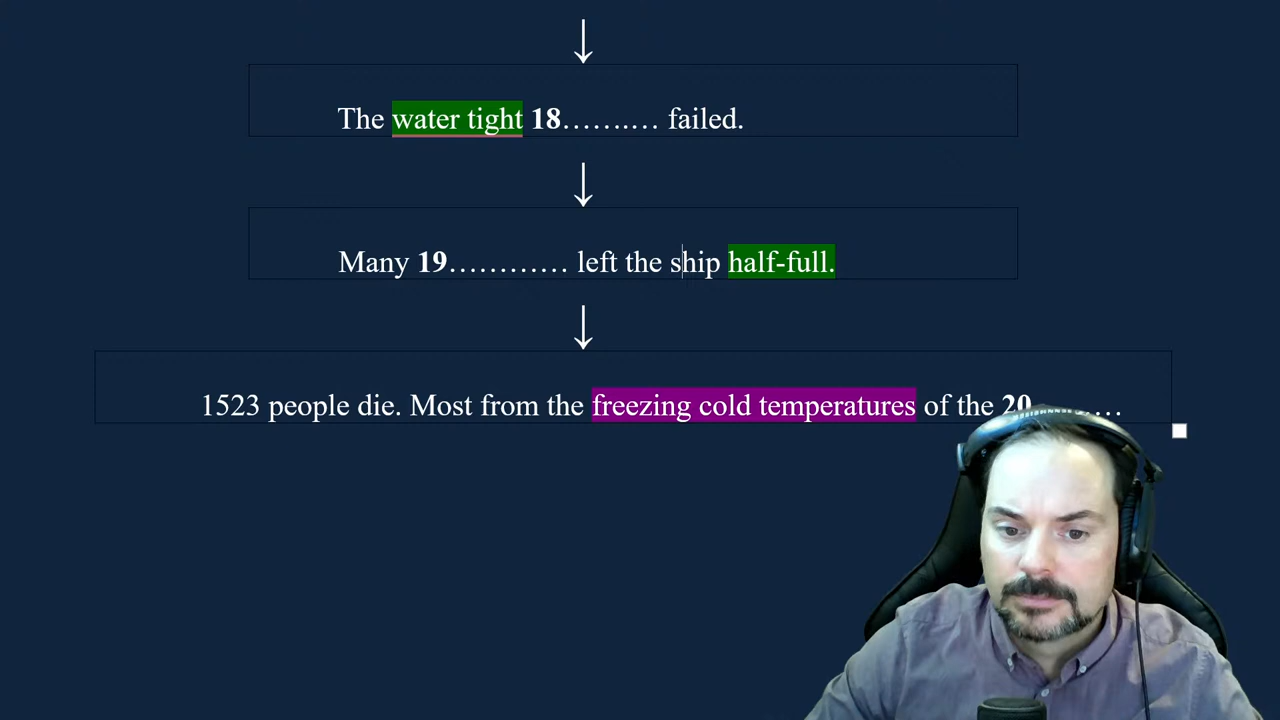 The water tight 18…….… failed.
Many 19………… left the ship half-full.
1523 people die. Most from the freezing cold temperatures of the 20………